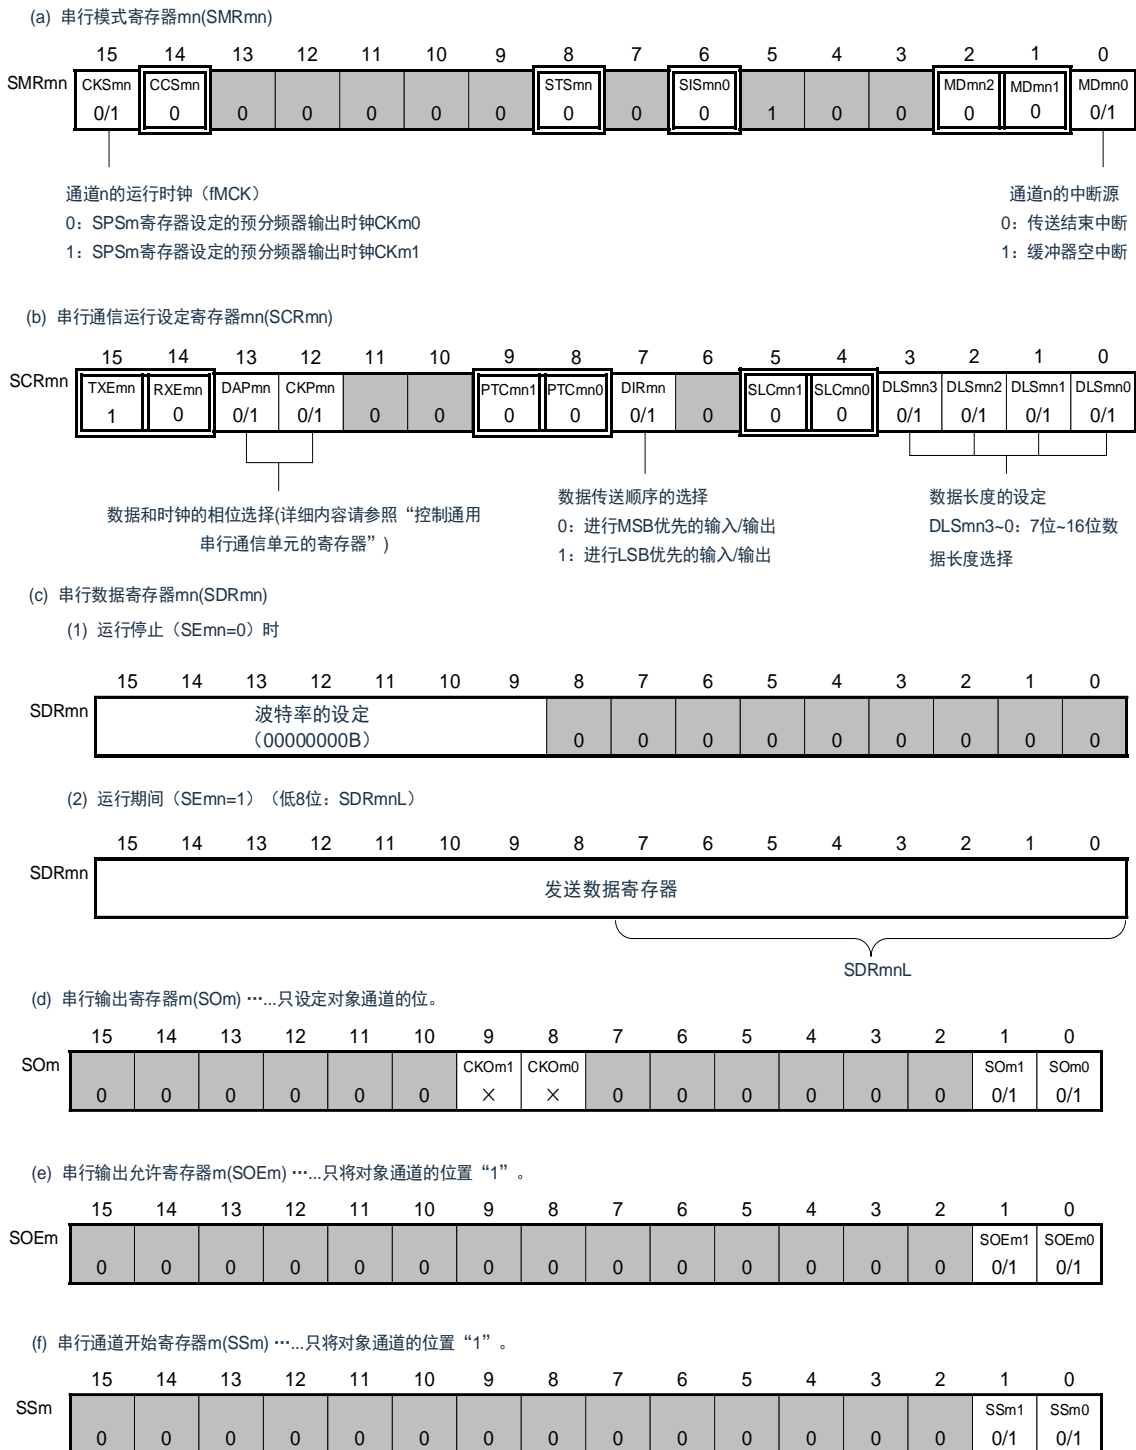 (a) 串行模式寄存器mn(SMRmn)
15 14 13 12 11 10 9 8 7 6 5 4 3 2 1 0
SMRmn CKSmn CCSmn STSmn SISmn0 MDmn2 MDmn1 MDmn0
0/1 0 0 0 0 0 0 0 0 0 1 0 0 0 0 0/1
通道n的运行时钟（fMCK） 通道n的中断源
0：SPSm寄存器设定的预分频器输出时钟CKm0 0：传送结束中断
1：SPSm寄存器设定的预分频器输出时钟CKm1 1：缓冲器空中断
(b) 串行通信运行设定寄存器mn(SCRmn)
15 14 13 12 11 10 9 8 7 6 5 4 3 2 1 0
SCRmn TXEmn RXEmn DAPmn CKPmn PTCmn1 PTCmn0 DIRmn SLCmn1 SLCmn0 DLSmn3 DLSmn2 DLSmn1 DLSmn0
1 0 0/1 0/1 0 0 0 0 0/1 0 0 0 0/1 0/1 0/1 0/1
数据和时钟的相位选择(详细内容请参照“控制通用
串行通信单元的寄存器”)
数据传送顺序的选择
0：进行MSB优先的输入/输出
1：进行LSB优先的输入/输出
数据长度的设定
DLSmn3~0：7位~16位数
据长度选择
(c) 串行数据寄存器mn(SDRmn)
(1) 运行停止（SEmn=0）时
15 14 13 12 11 10 9 8 7 6 5 4 3 2 1 0
SDRmn 波特率的设定
（00000000B） 0 0 0 0 0 0 0 0 0
(2) 运行期间（SEmn=1）（低8位：SDRmnL）
15 14 13 12 11 10 9 8 7 6 5 4 3 2 1 0
SDRmn 发送数据寄存器
SDRmnL
(d) 串行输出寄存器m(SOm) ⋯...只设定对象通道的位。
15 14 13 12 11 10 9 8 7 6 5 4 3 2 1 0
SOm CKOm1 CKOm0 SOm1 SOm0
0 0 0 0 0 0 × × 0 0 0 0 0 0 0/1 0/1
(e) 串行输出允许寄存器m(SOEm) ⋯...只将对象通道的位置“1”。
15 14 13 12 11 10 9 8 7 6 5 4 3 2 1 0
SOEm SOEm1 SOEm0
0 0 0 0 0 0 0 0 0 0 0 0 0 0 0/1 0/1
(f) 串行通道开始寄存器m(SSm) ⋯...只将对象通道的位置“1”。
15 14 13 12 11 10 9 8 7 6 5 4 3 2 1 0
SSm SSm1 SSm0
0 0 0 0 0 0 0 0 0 0 0 0 0 0 0/1 0/1